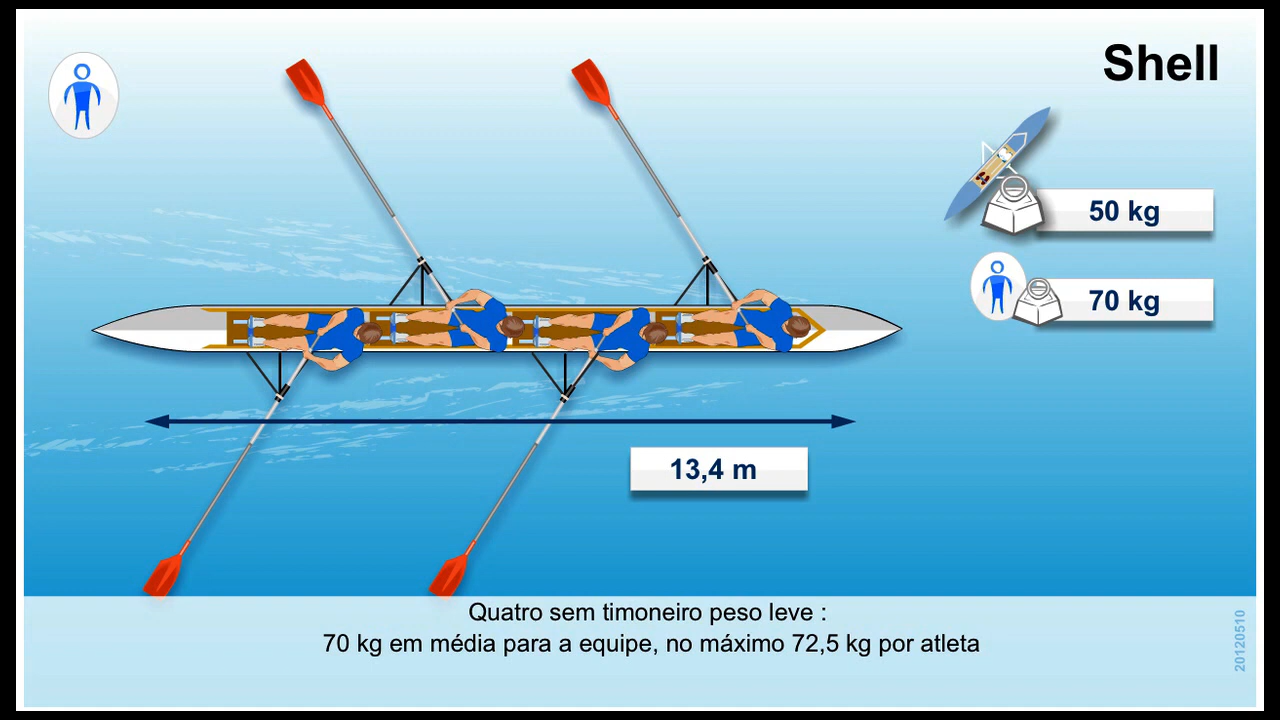 Shell
50 kg
70 kg
13,4 m
Quatro sem timoneiro peso leve :
70 kg em média para a equipe, no máximo 72,5 kg por atleta
20120510